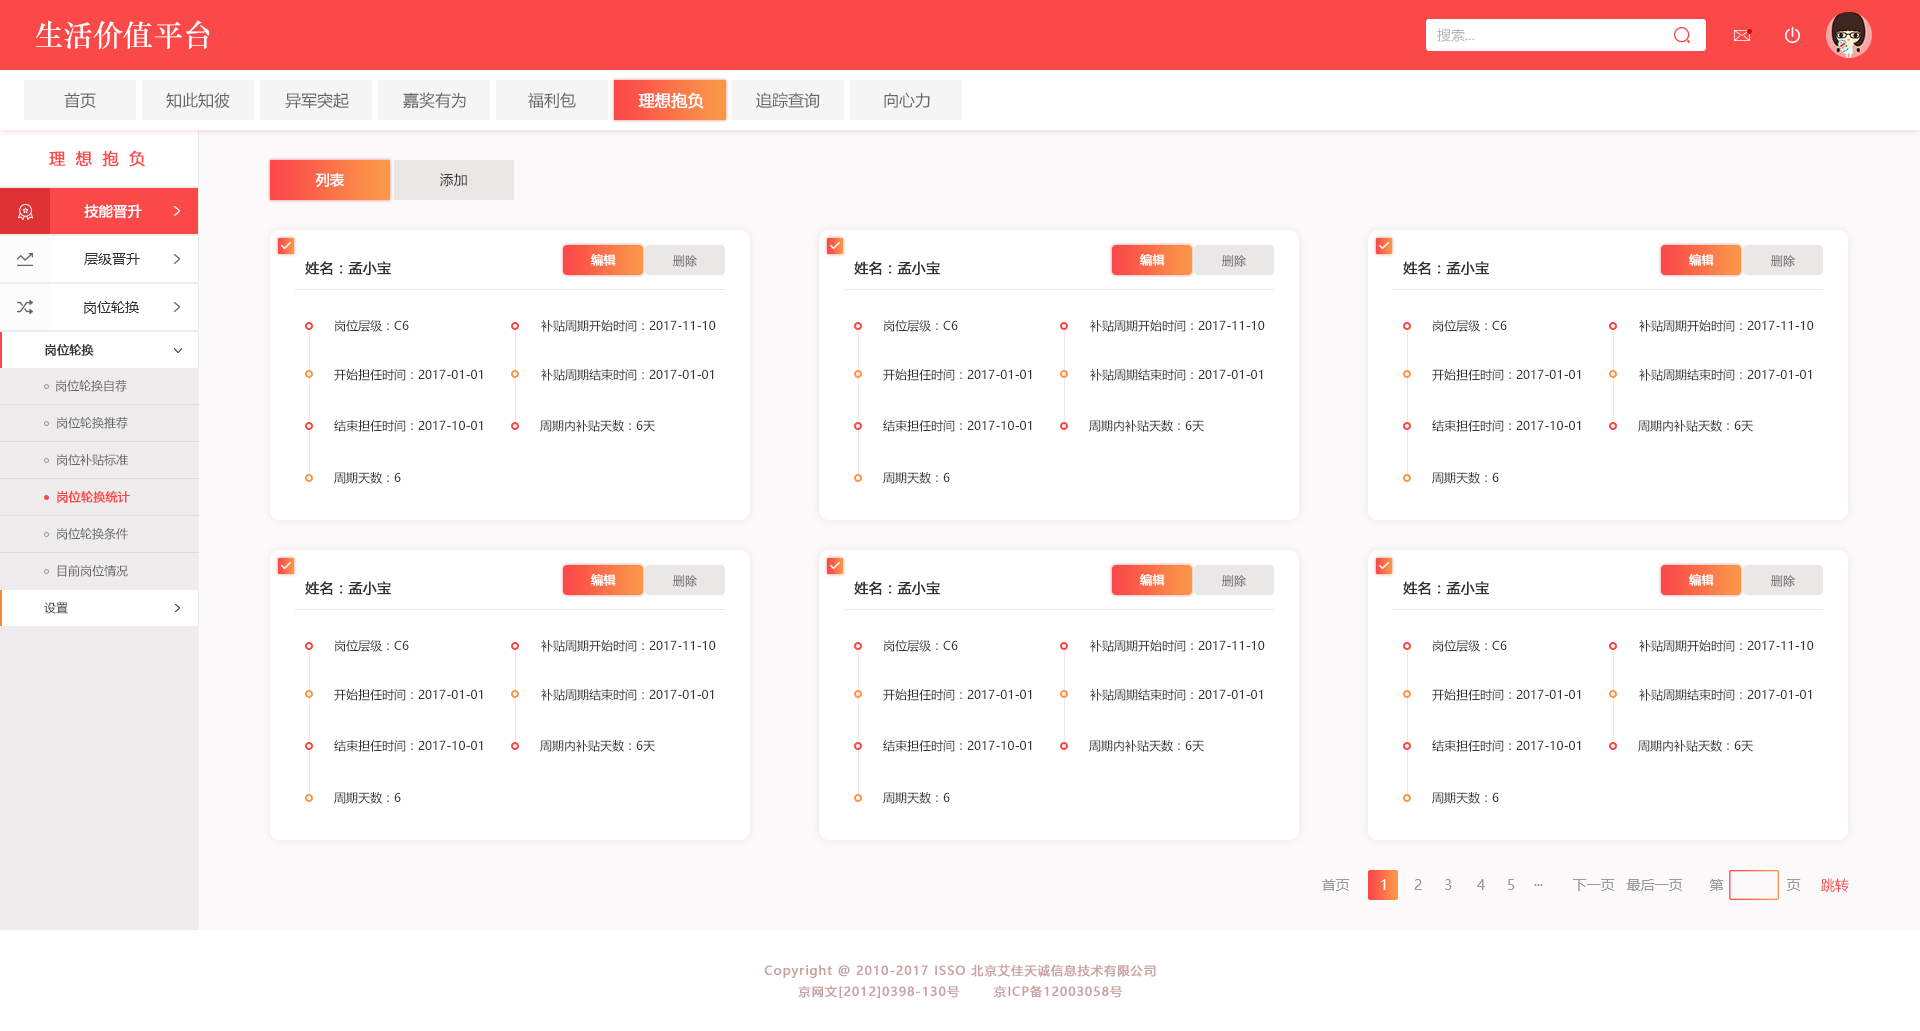 生活价值平台
搜索...
首页 知此知彼 异军突起 嘉奖有为 福利包 理想抱负 追踪查询 向心力
理想抱负
技能晋升
层级晋升
岗位轮换
岗位轮换
岗位轮换自荐
岗位轮换推荐
岗位补贴标准
岗位轮换统计
岗位轮换条件
目前岗位情况
设置
列表 添加
姓名：孟小宝 编辑 删除
岗位层级：C6 补贴周期开始时间：2017-11-10
开始担任时间：2017-01-01 补贴周期结束时间：2017-01-01
结束担任时间：2017-10-01 周期内补贴天数：6天
周期天数：6
姓名：孟小宝 编辑 删除
岗位层级：C6 补贴周期开始时间：2017-11-10
开始担任时间：2017-01-01 补贴周期结束时间：2017-01-01
结束担任时间：2017-10-01 周期内补贴天数：6天
周期天数：6
姓名：孟小宝 编辑 删除
岗位层级：C6 补贴周期开始时间：2017-11-10
开始担任时间：2017-01-01 补贴周期结束时间：2017-01-01
结束担任时间：2017-10-01 周期内补贴天数：6天
周期天数：6
姓名：孟小宝 编辑 删除
岗位层级：C6 补贴周期开始时间：2017-11-10
开始担任时间：2017-01-01 补贴周期结束时间：2017-01-01
结束担任时间：2017-10-01 周期内补贴天数：6天
周期天数：6
姓名：孟小宝 编辑 删除
岗位层级：C6 补贴周期开始时间：2017-11-10
开始担任时间：2017-01-01 补贴周期结束时间：2017-01-01
结束担任时间：2017-10-01 周期内补贴天数：6天
周期天数：6
姓名：孟小宝 编辑 删除
岗位层级：C6 补贴周期开始时间：2017-11-10
开始担任时间：2017-01-01 补贴周期结束时间：2017-01-01
结束担任时间：2017-10-01 周期内补贴天数：6天
周期天数：6
首页 1 2 3 4 5 ... 下一页 最后一页 第 页 跳转
Copyright @ 2010-2017 ISSO 北京艾佳天诚信息技术有限公司
京网文[2012]0398-130号 京ICP备12003058号